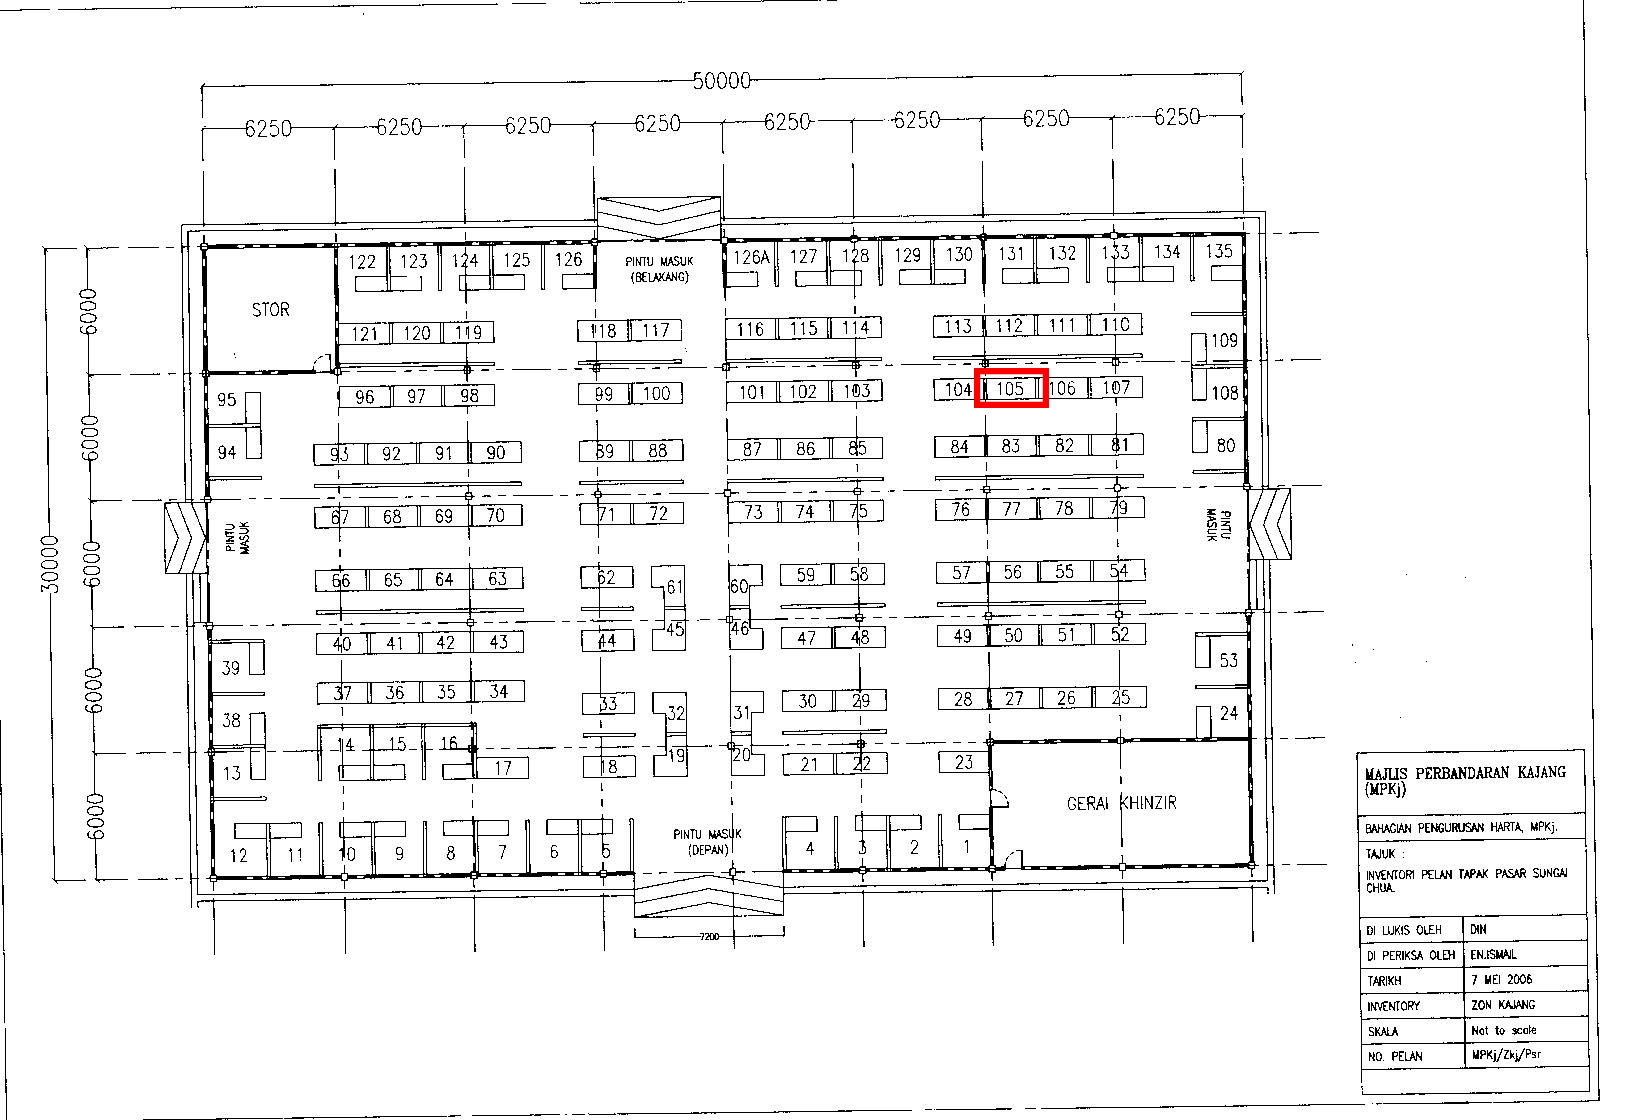 50000
6250 6250 6250 6250 6250 6250 6250 6250
122 123 124 125 126 PINTU MASUK 126A 127 128 129 130 131 132 133 134 135
(BELAKANG)
STOR
6000
121 120 119 118 117 116 115 114 113 112 111 110
109
95 96 97 98 99 100 101 102 103 104 105 106 107 108
6000
94 93 92 91 90 89 88 87 86 85 84 83 82 81 80
67 68 69 70 71 72 73 74 75 76 77 78 79
PINTU MASUK
PINTU MASUK
30000
6000
66 65 64 63 62 61 60 59 58 57 56 55 54
40 41 42 43 44 45 46 47 48 49 50 51 52
39 53
6000
37 36 35 34 33 32 31 30 29 28 27 26 25
38 24
14 15 16
13 17 18 19 20 21 22 23
6000
GERAI KHINZIR
PINTU MASUK
(DEPAN)
12 11 10 9 8 7 6 5 4 3 2 1
7200
MAJLIS PERBANDARAN KAJANG
(MPKj)
BAHAGIAN PENGURUSAN HARTA, MPKj.
TAJUK :
INVENTORI PELAN TAPAK PASAR SUNGAI
CHUA.
DI LUKIS OLEH DIN
DI PERIKSA OLEH EN.ISMAIL
TARIKH 7 MEI 2006
INVENTORY ZON KAJANG
SKALA Not to scale
NO. PELAN MPKj/Zkj/Psr